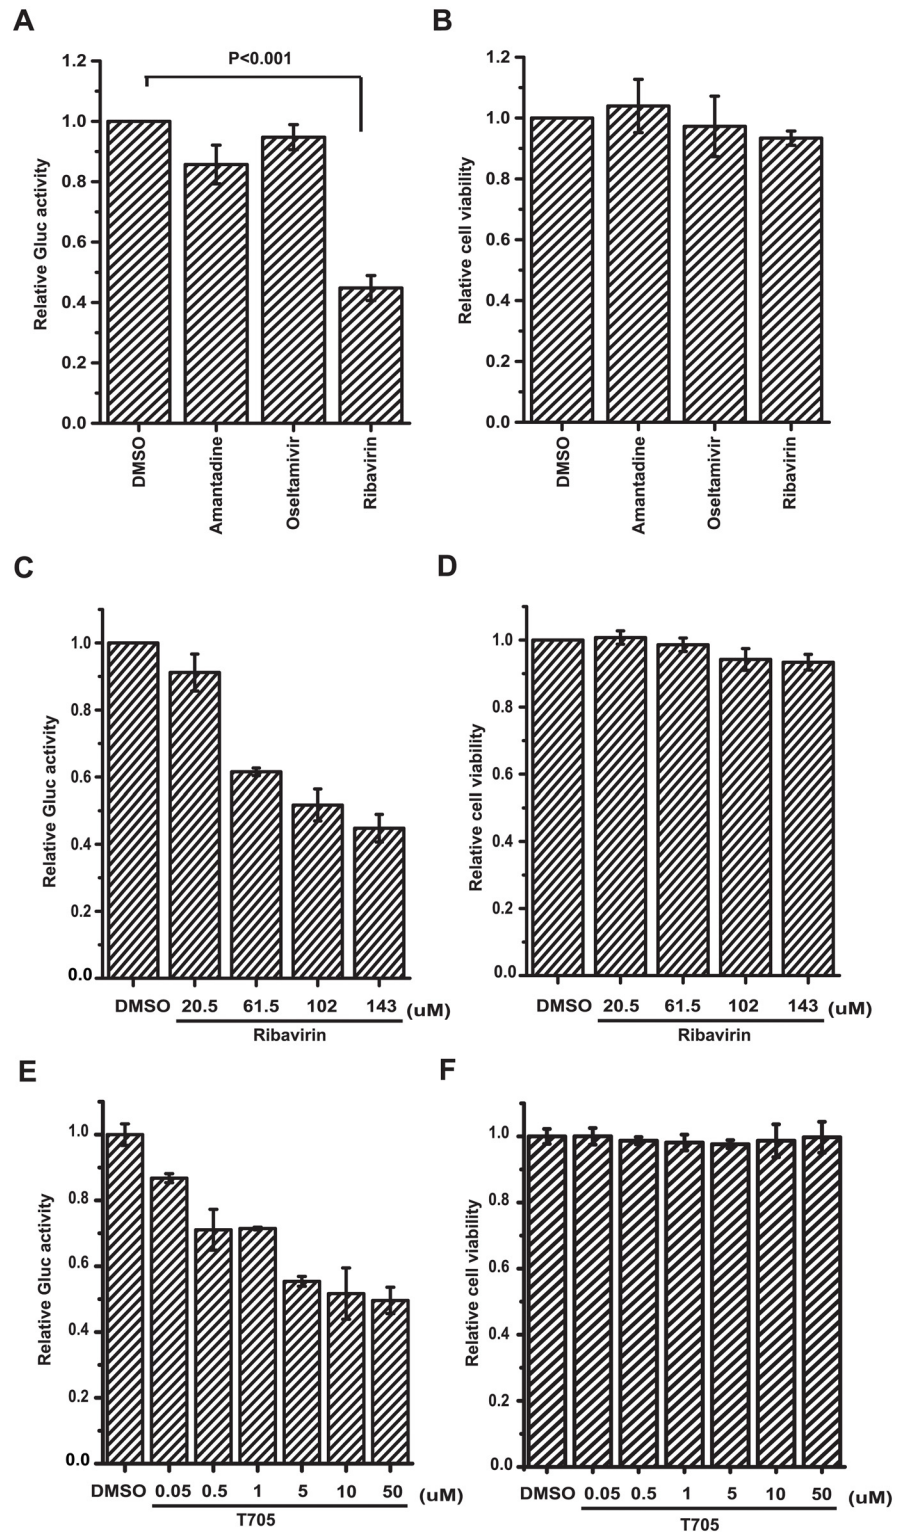 A
P<0.001
1.2
1.0
0.8
0.6
0.4
0.2
0.0
Relative Gluc activity
DMSO
Amantadine
Oseltamivir
Ribavirin
B
1.2
1.0
0.8
0.6
0.4
0.2
0.0
Relative cell viability
DMSO
Amantadine
Oseltamivir
Ribavirin
C
1.0
0.8
0.6
0.4
0.2
0.0
Relative Gluc activity
DMSO 20.5 61.5 102 143 (uM)
Ribavirin
D
1.0
0.8
0.6
0.4
0.2
0.0
Relative cell viability
DMSO 20.5 61.5 102 143 (uM)
Ribavirin
E
1.0
0.8
0.6
0.4
0.2
0.0
Relative Gluc activity
DMSO 0.05 0.5 1 5 10 50 (uM)
T705
F
1.0
0.8
0.6
0.4
0.2
0.0
Relative cell viability
DMSO 0.05 0.5 1 5 10 50 (uM)
T705